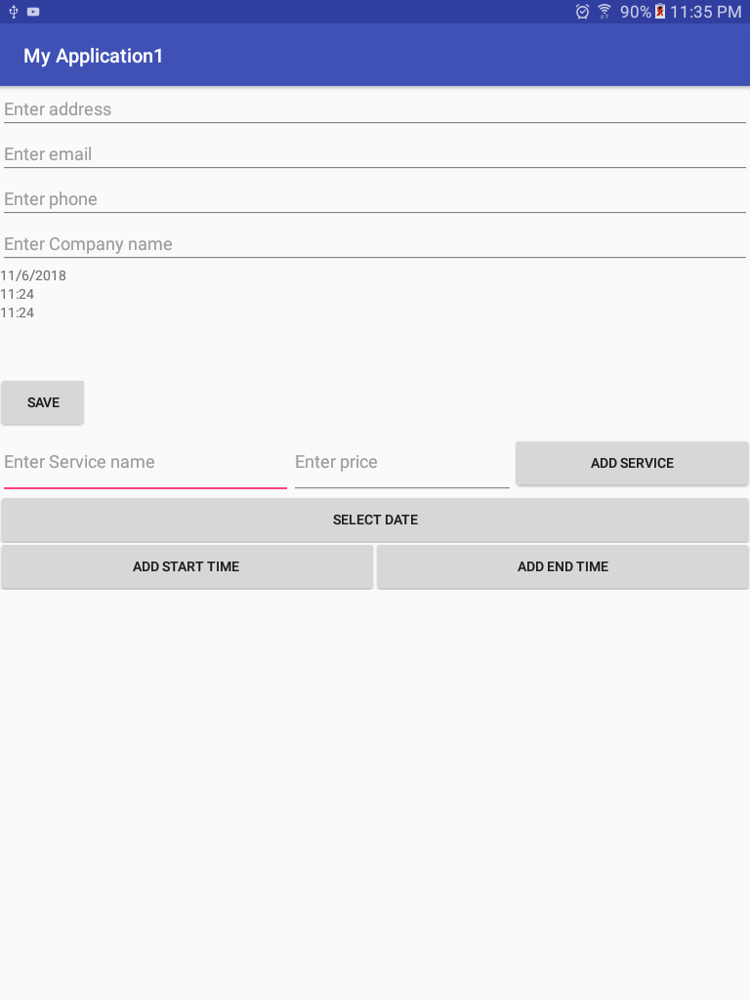 90% 11:35 PM
My Application1
Enter address
Enter email
Enter phone
Enter Company name
11/6/2018
11:24
11:24
SAVE
Enter Service name Enter price ADD SERVICE
SELECT DATE
ADD START TIME ADD END TIME